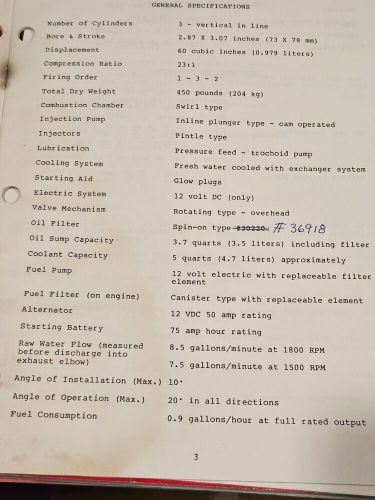 GENERAL SPECIFICATIONS
Number of Cylinders 3 - vertical in line
Bore & Stroke 2.87 X 3.07 inches (73 X 78 mm)
Displacement 60 cubic inches (0.979 liters)
Compression Ratio 23:1
Firing Order 1 - 3 - 2
Total Dry Weight 450 pounds (204 kg)
Combustion Chamber Swirl type
Injection Pump Inline plunger type - cam operated
Injectors Pintle type
Lubrication Pressure feed - trochoid pump
Cooling System Fresh water cooled with exchanger system
Starting Aid Glow plugs
Electric System 12 volt DC (only)
Valve Mechanism Rotating type - overhead
Oil Filter Spin-on type #30220 # 36918
Oil Sump Capacity 3.7 quarts (3.5 liters) including filter
Coolant Capacity 5 quarts (4.7 liters) approximately
Fuel Pump 12 volt electric with replaceable filter
element
Fuel Filter (on engine) Canister type with replaceable element
Alternator 12 VDC 50 amp rating
Starting Battery 75 amp hour rating
Raw Water Flow (measured 8.5 gallons/minute at 1800 RPM
before discharge into
exhaust elbow) 7.5 gallons/minute at 1500 RPM
Angle of Installation (Max.) 10°
Angle of Operation (Max.) 20° in all directions
Fuel Consumption 0.9 gallons/hour at full rated output
3